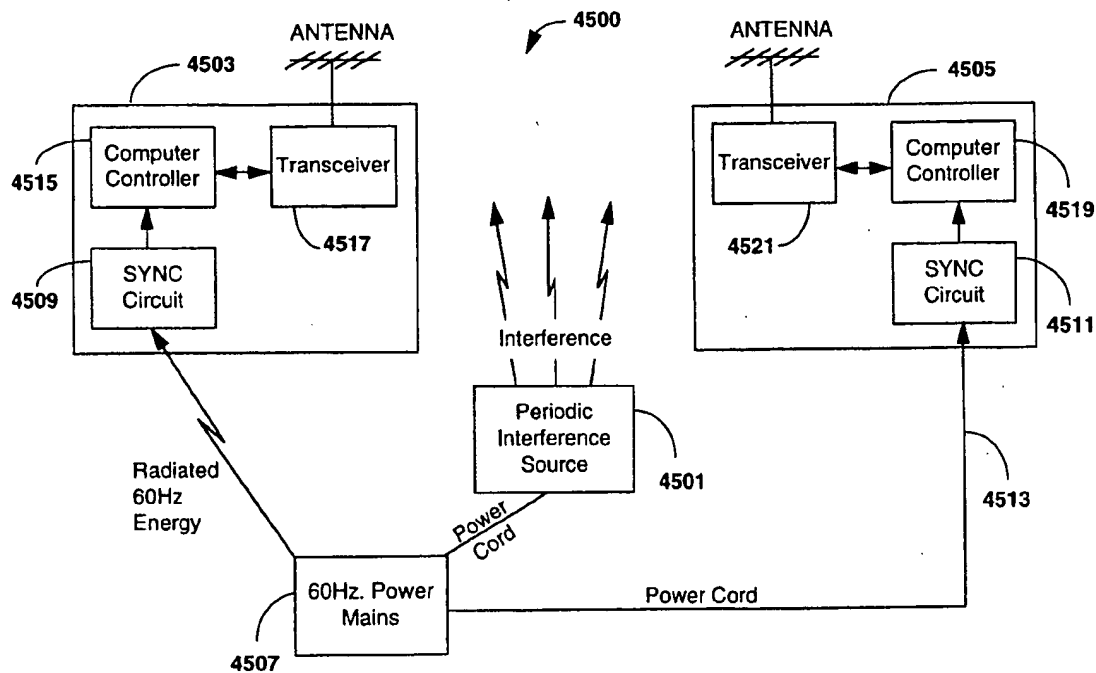 4500
ANTENNA
ANTENNA
4503
4505
4515
Computer
Controller
Transceiver
Transceiver
Computer
Controller
4519
4517
4521
4509
SYNC
Circuit
SYNC
Circuit
4511
Interference
Periodic
Interference
Source
4501
Radiated
60Hz
Energy
4513
Power
Cord
60Hz. Power
Mains
Power Cord
4507